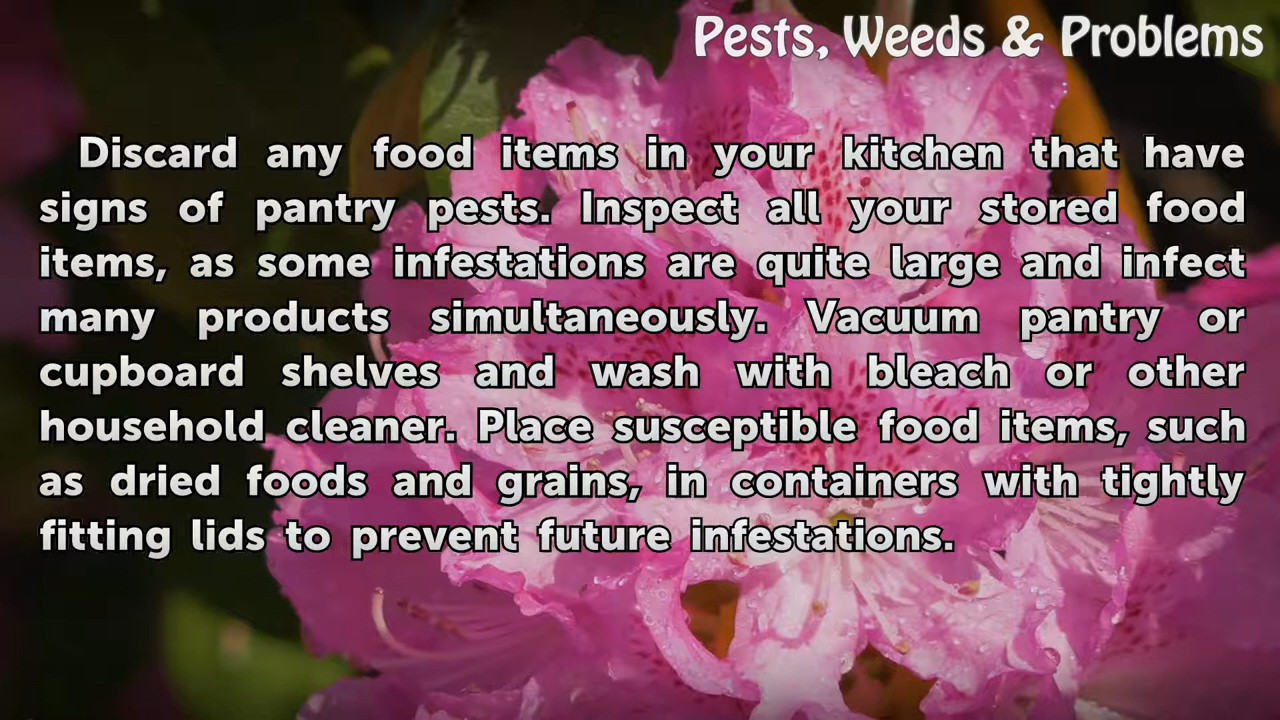 Pests, Weeds & Problems
Discard any food items in your kitchen that have
signs of pantry pests. Inspect all your stored food
items, as some infestations are quite large and infect
many products simultaneously. Vacuum pantry or
cupboard shelves and wash with bleach or other
household cleaner. Place susceptible food items, such
as dried foods and grains, in containers with tightly
fitting lids to prevent future infestations.